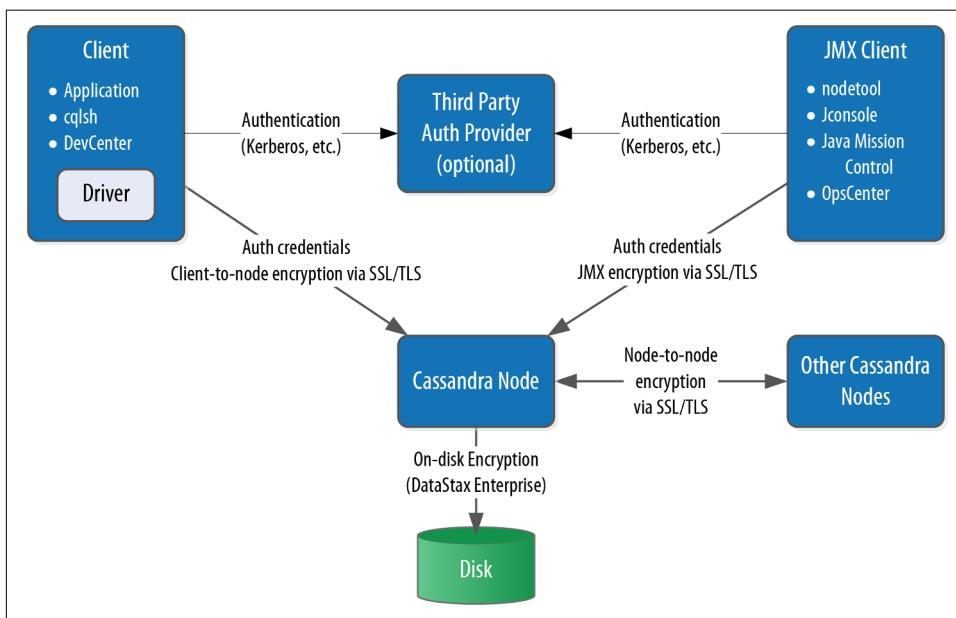 Client
• Application
• cqlsh
• DevCenter
Driver
Authentication
(Kerberos, etc.)
Third Party
Auth Provider
(optional)
Authentication
(Kerberos, etc.)
JMX Client
• nodetool
• Jconsole
• Java Mission
Control
• OpsCenter
Auth credentials
Client-to-node encryption via SSL/TLS
Auth credentials
JMX encryption via SSL/TLS
Cassandra Node
Node-to-node
encryption
via SSL/TLS
Other Cassandra
Nodes
On-disk Encryption
(DataStax Enterprise)
Disk